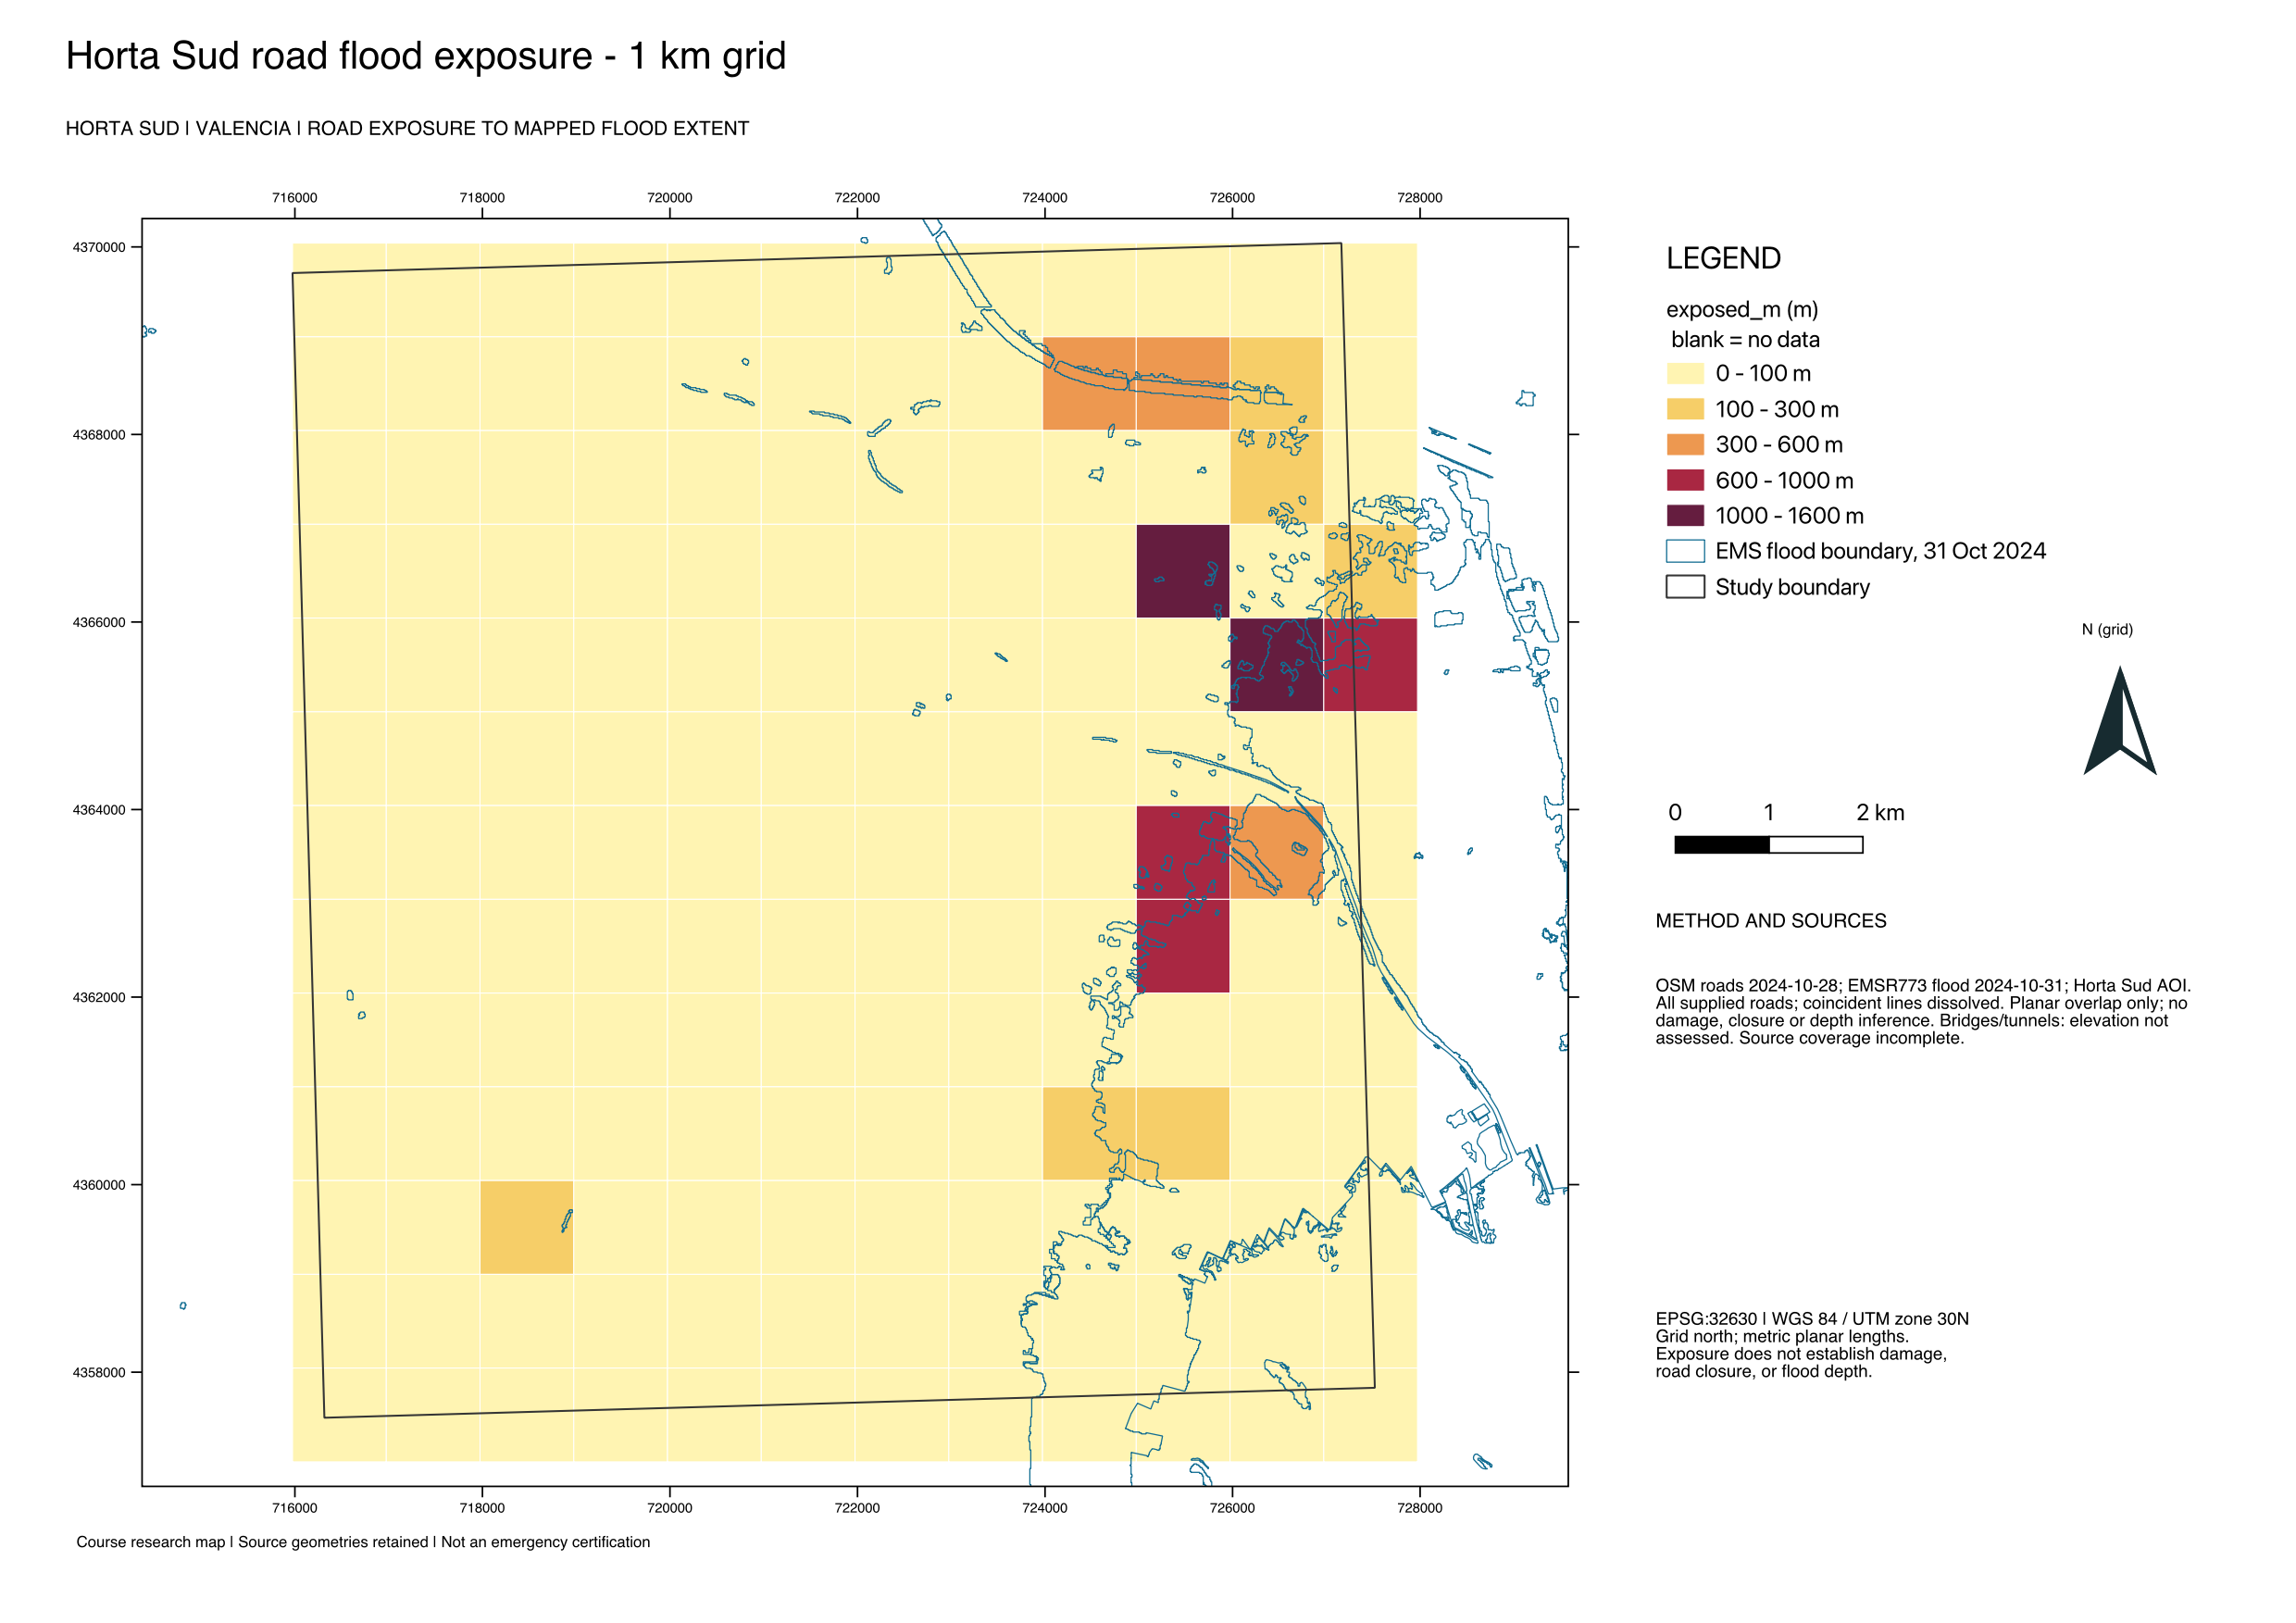 Horta Sud road flood exposure - 1 km grid
HORTA SUD | VALENCIA | ROAD EXPOSURE TO MAPPED FLOOD EXTENT
716000 718000 720000 722000 724000 726000 728000
4370000
4368000
4366000
4364000
4362000
4360000
4358000
716000 718000 720000 722000 724000 726000 728000
LEGEND
exposed_m (m)
blank = no data
0 - 100 m
100 - 300 m
300 - 600 m
600 - 1000 m
1000 - 1600 m
EMS flood boundary, 31 Oct 2024
Study boundary
N (grid)
0 1 2 km
METHOD AND SOURCES
OSM roads 2024-10-28; EMSR773 flood 2024-10-31; Horta Sud AOI.
All supplied roads; coincident lines dissolved. Planar overlap only; no
damage, closure or depth inference. Bridges/tunnels: elevation not
assessed. Source coverage incomplete.
EPSG:32630 | WGS 84 / UTM zone 30N
Grid north; metric planar lengths.
Exposure does not establish damage,
road closure, or flood depth.
Course research map | Source geometries retained | Not an emergency certification